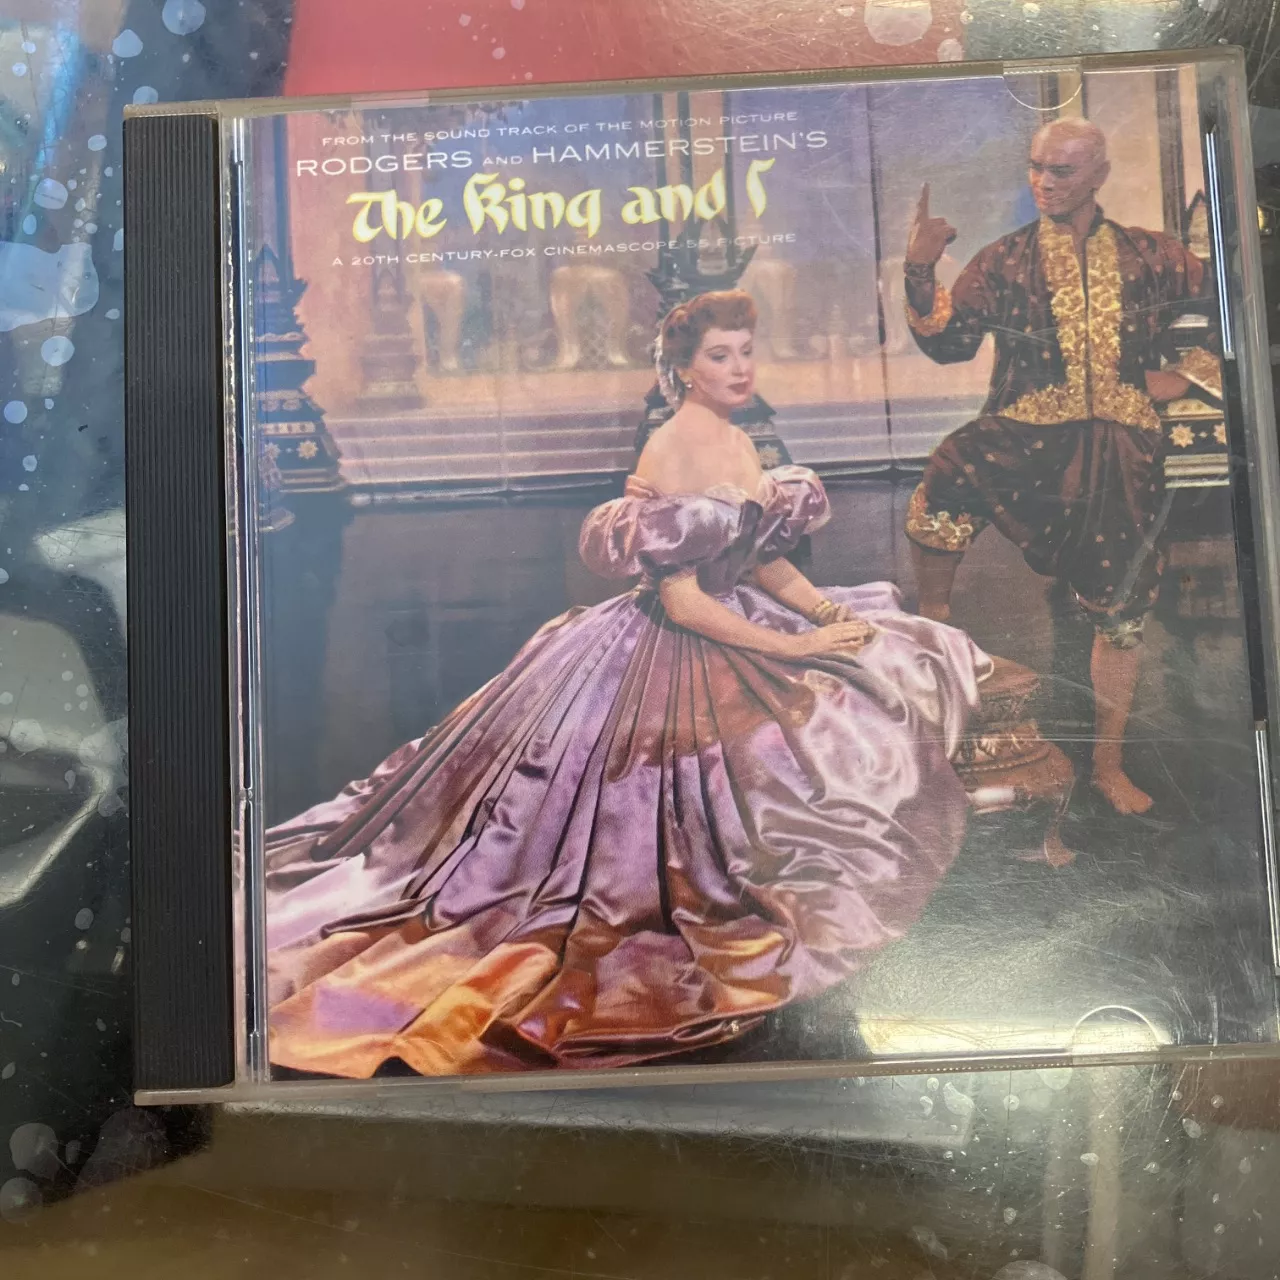 FROM THE SOUND TRACK OF THE MOTION PICTURE
RODGERS AND HAMMERSTEIN'S
The King and I
A 20TH CENTURY-FOX CINEMASCOPE 55 PICTURE